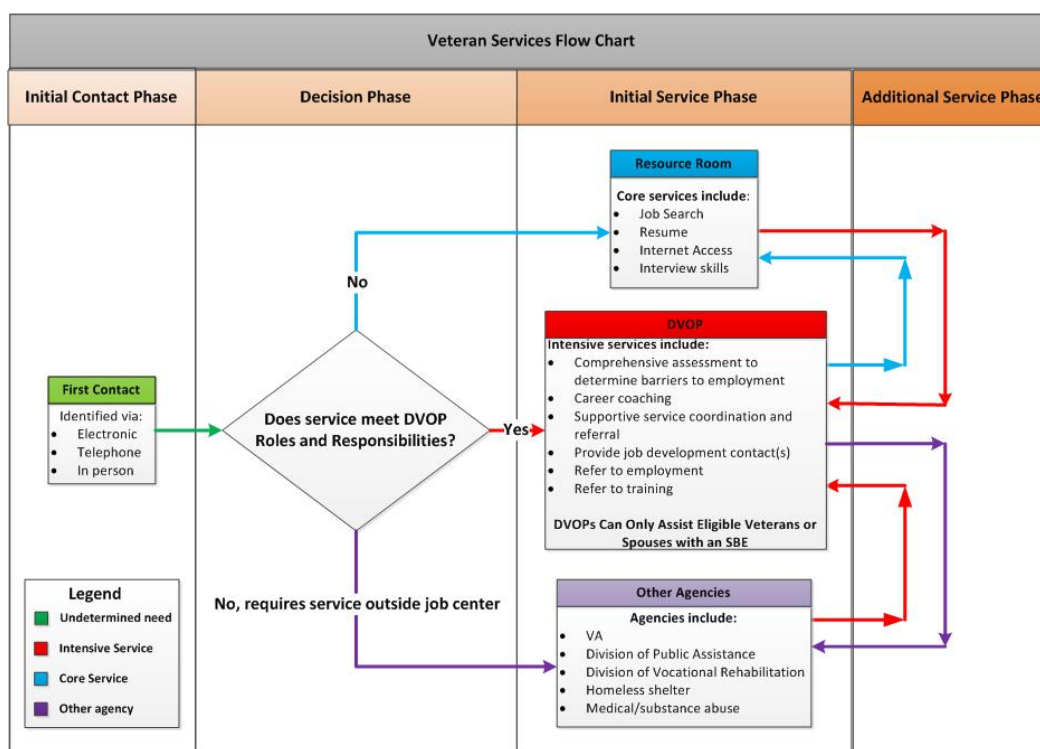 Veteran Services Flow Chart
Initial Contact Phase
Decision Phase
Initial Service Phase
Additional Service Phase
First Contact
Identified via:
• Electronic
• Telephone
• In person
Does service meet DVOP
Roles and Responsibilities?
No
Yes
No, requires service outside job center
Resource Room
Core services include:
• Job Search
• Resume
• Internet Access
• Interview skills
DVOP
Intensive services include:
• Comprehensive assessment to
determine barriers to employment
• Career coaching
• Supportive service coordination and
referral
• Provide job development contact(s)
• Refer to employment
• Refer to training
DVOPs Can Only Assist Eligible Veterans or
Spouses with an SBE
Other Agencies
Agencies include:
• VA
• Division of Public Assistance
• Division of Vocational Rehabilitation
• Homeless shelter
• Medical/substance abuse
Legend
Undetermined need
Intensive Service
Core Service
Other agency